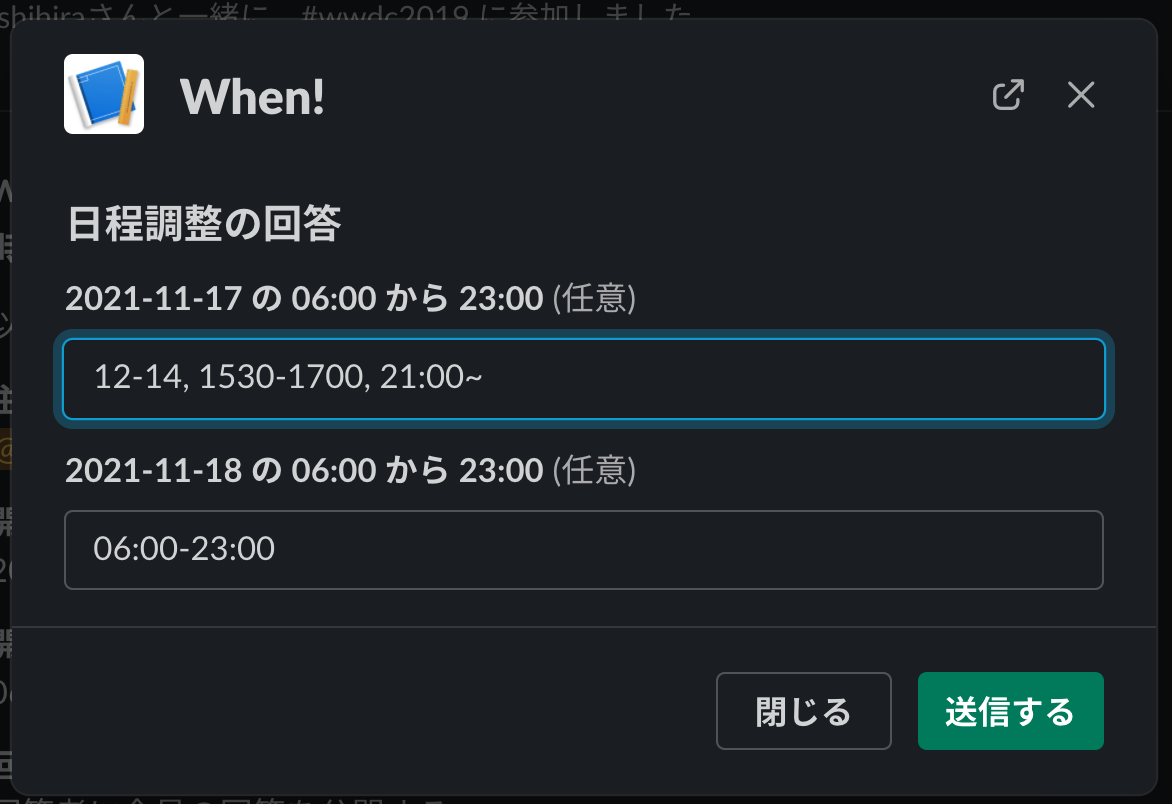 shihiraさんと一緒に、#wwdc2019 に参加しました
When!
日程調整の回答
2021-11-17 の 06:00 から 23:00 (任意)
12-14, 1530-1700, 21:00~
2021-11-18 の 06:00 から 23:00 (任意)
06:00-23:00
閉じる
送信する